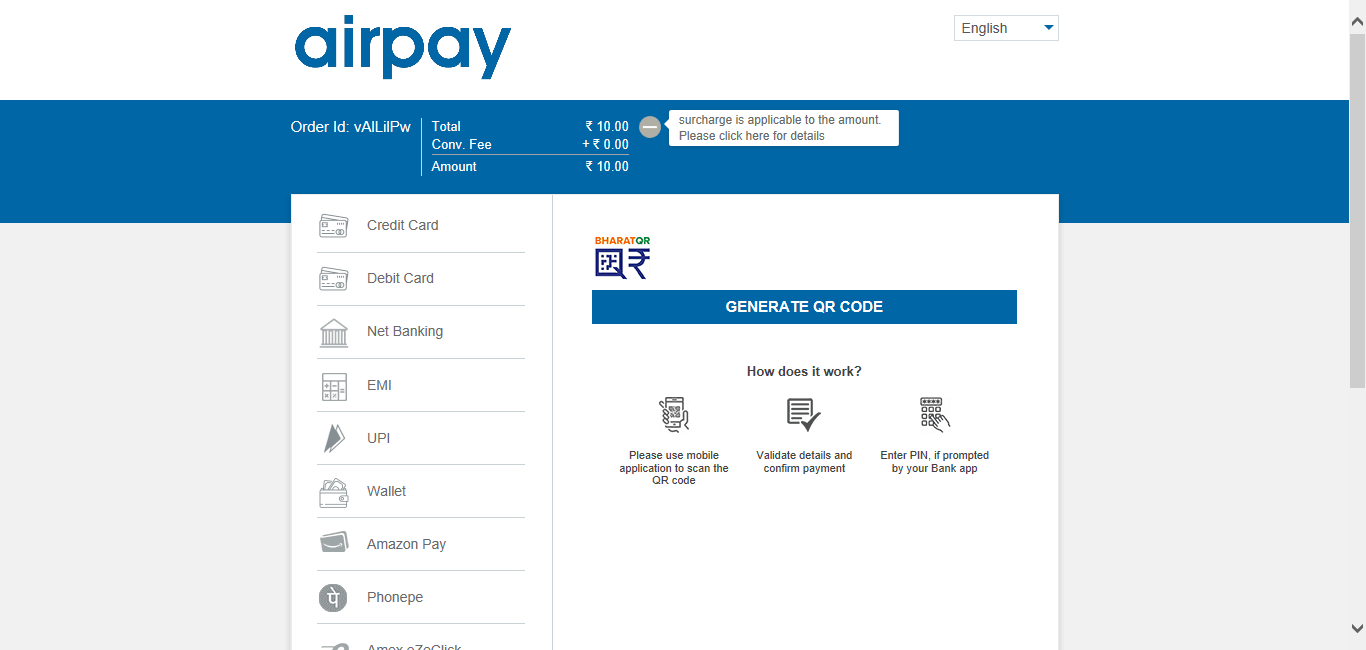 airpay
English
Order Id: vAlLilPw
Total ₹ 10.00
Conv. Fee + ₹ 0.00
Amount ₹ 10.00
surcharge is applicable to the amount.
Please click here for details
Credit Card
Debit Card
Net Banking
EMI
UPI
Wallet
Amazon Pay
Phonepe
Amex eZeClick
BHARATQR
GENERATE QR CODE
How does it work?
Please use mobile
application to scan the
QR code
Validate details and
confirm payment
Enter PIN, if prompted
by your Bank app